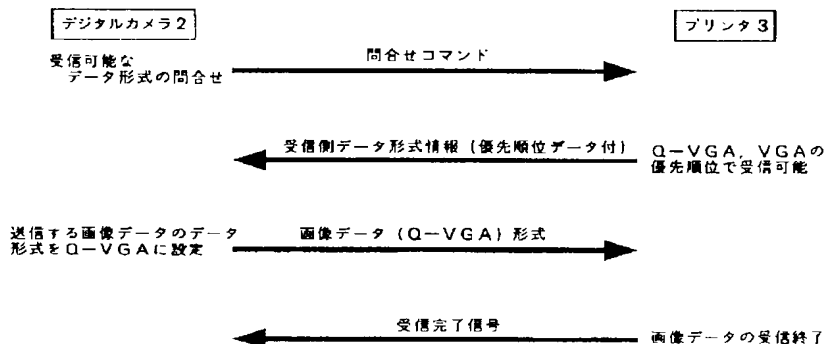 デジタルカメラ2
プリンタ3
受信可能な
データ形式の問合せ
問合せコマンド
受信側データ形式情報（優先順位データ付）
Q－VGA，VGAの
優先順位で受信可能
送信する画像データのデータ
形式をQ－VGAに設定
画像データ（Q－VGA）形式
受信完了信号
画像データの受信終了